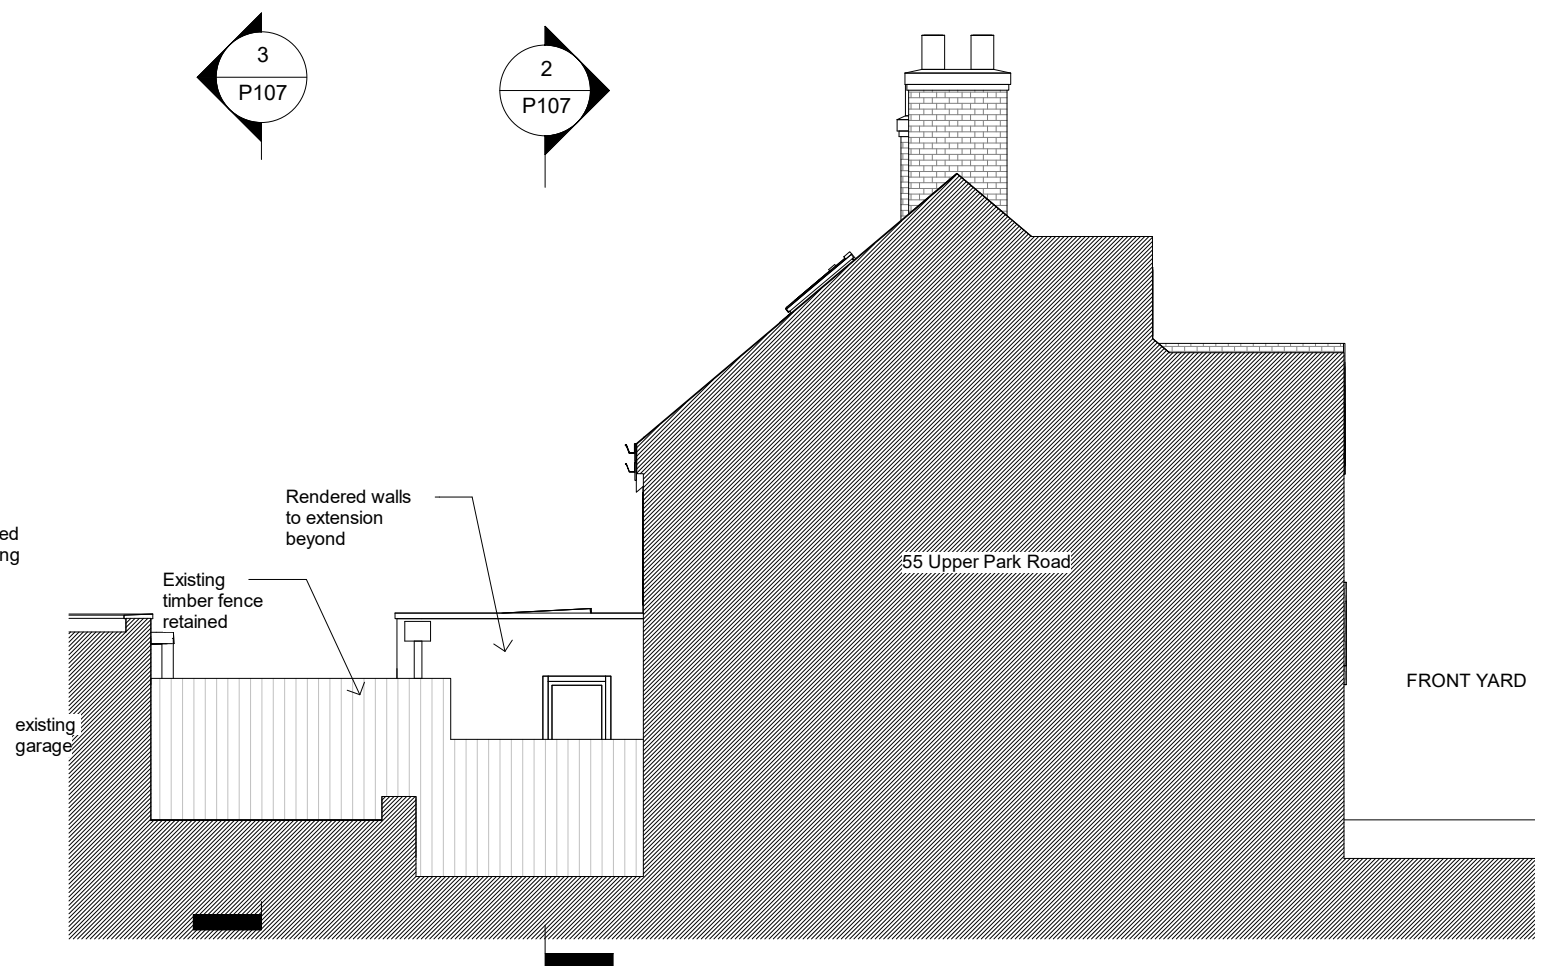 3
P107
2
P107
Rendered walls
to extension
beyond
Existing
timber fence
retained
55 Upper Park Road
FRONT YARD
existing
garage